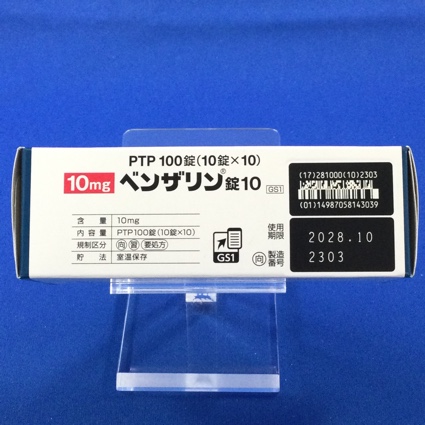 PTP 100錠(10錠×10)
10mg ベンザリン®錠10 GS1
含量 10mg
内容量 PTP100錠(10錠×10)
規制区分 向 習 要処方
貯法 室温保存
GS1
(17)281000(10)2303
(01)14987058143039
使用期限 2028.10
向 製造番号 2303